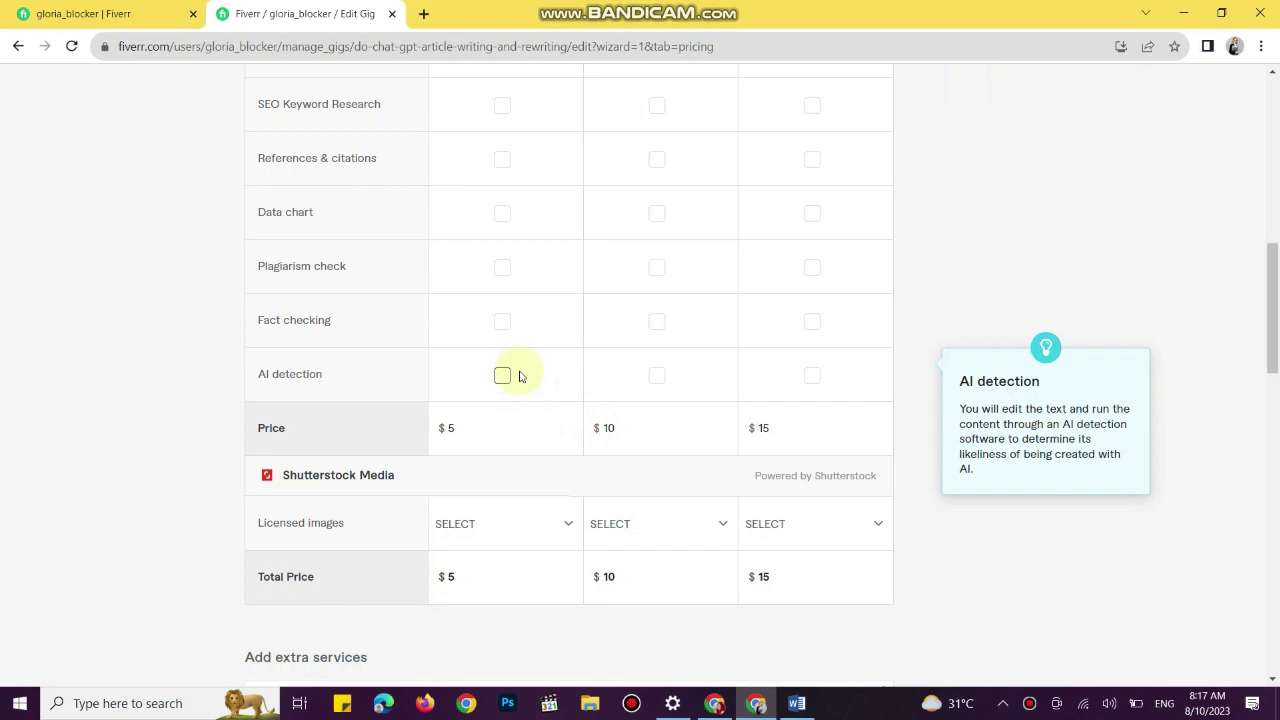 gloria_blocker | Fiverr
Fiverr / gloria_blocker / Edit Gig
www.BANDICAM.com
fiverr.com/users/gloria_blocker/manage_gigs/do-chat-gpt-article-writing-and-rewriting/edit?wizard=1&tab=pricing
SEO Keyword Research
References & citations
Data chart
Plagiarism check
Fact checking
AI detection
Price $ 5 $ 10 $ 15
Shutterstock Media Powered by Shutterstock
Licensed images SELECT SELECT SELECT
Total Price $ 5 $ 10 $ 15
Add extra services
AI detection
You will edit the text and run the
content through an AI detection
software to determine its
likeliness of being created with
AI.
Type here to search
Ps
31°C
ENG
8:17 AM
8/10/2023